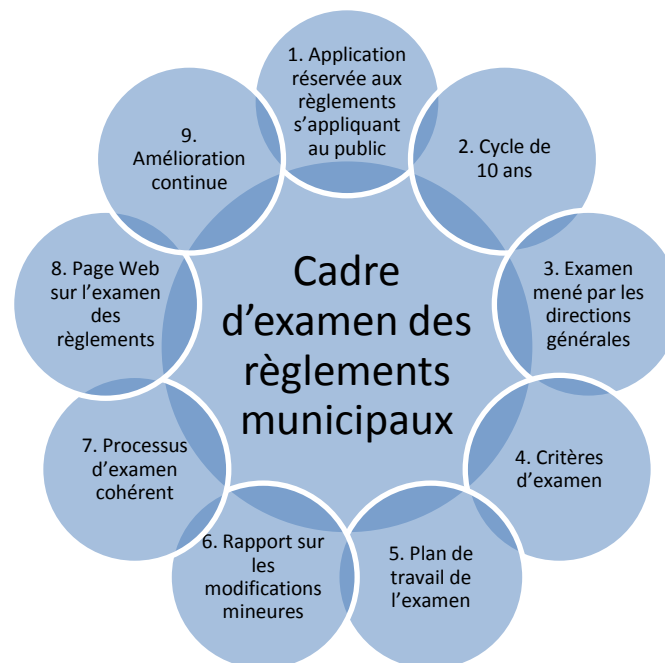 1. Application
réservée aux
règlements
s'appliquant
au public
2. Cycle de
10 ans
3. Examen
mené par les
directions
générales
4. Critères
d'examen
5. Plan de
travail de
l'examen
6. Rapport sur
les
modifications
mineures
7. Processus
d'examen
cohérent
8. Page Web
sur l'examen
des
règlements
9.
Amélioration
continue
Cadre
d'examen des
règlements
municipaux